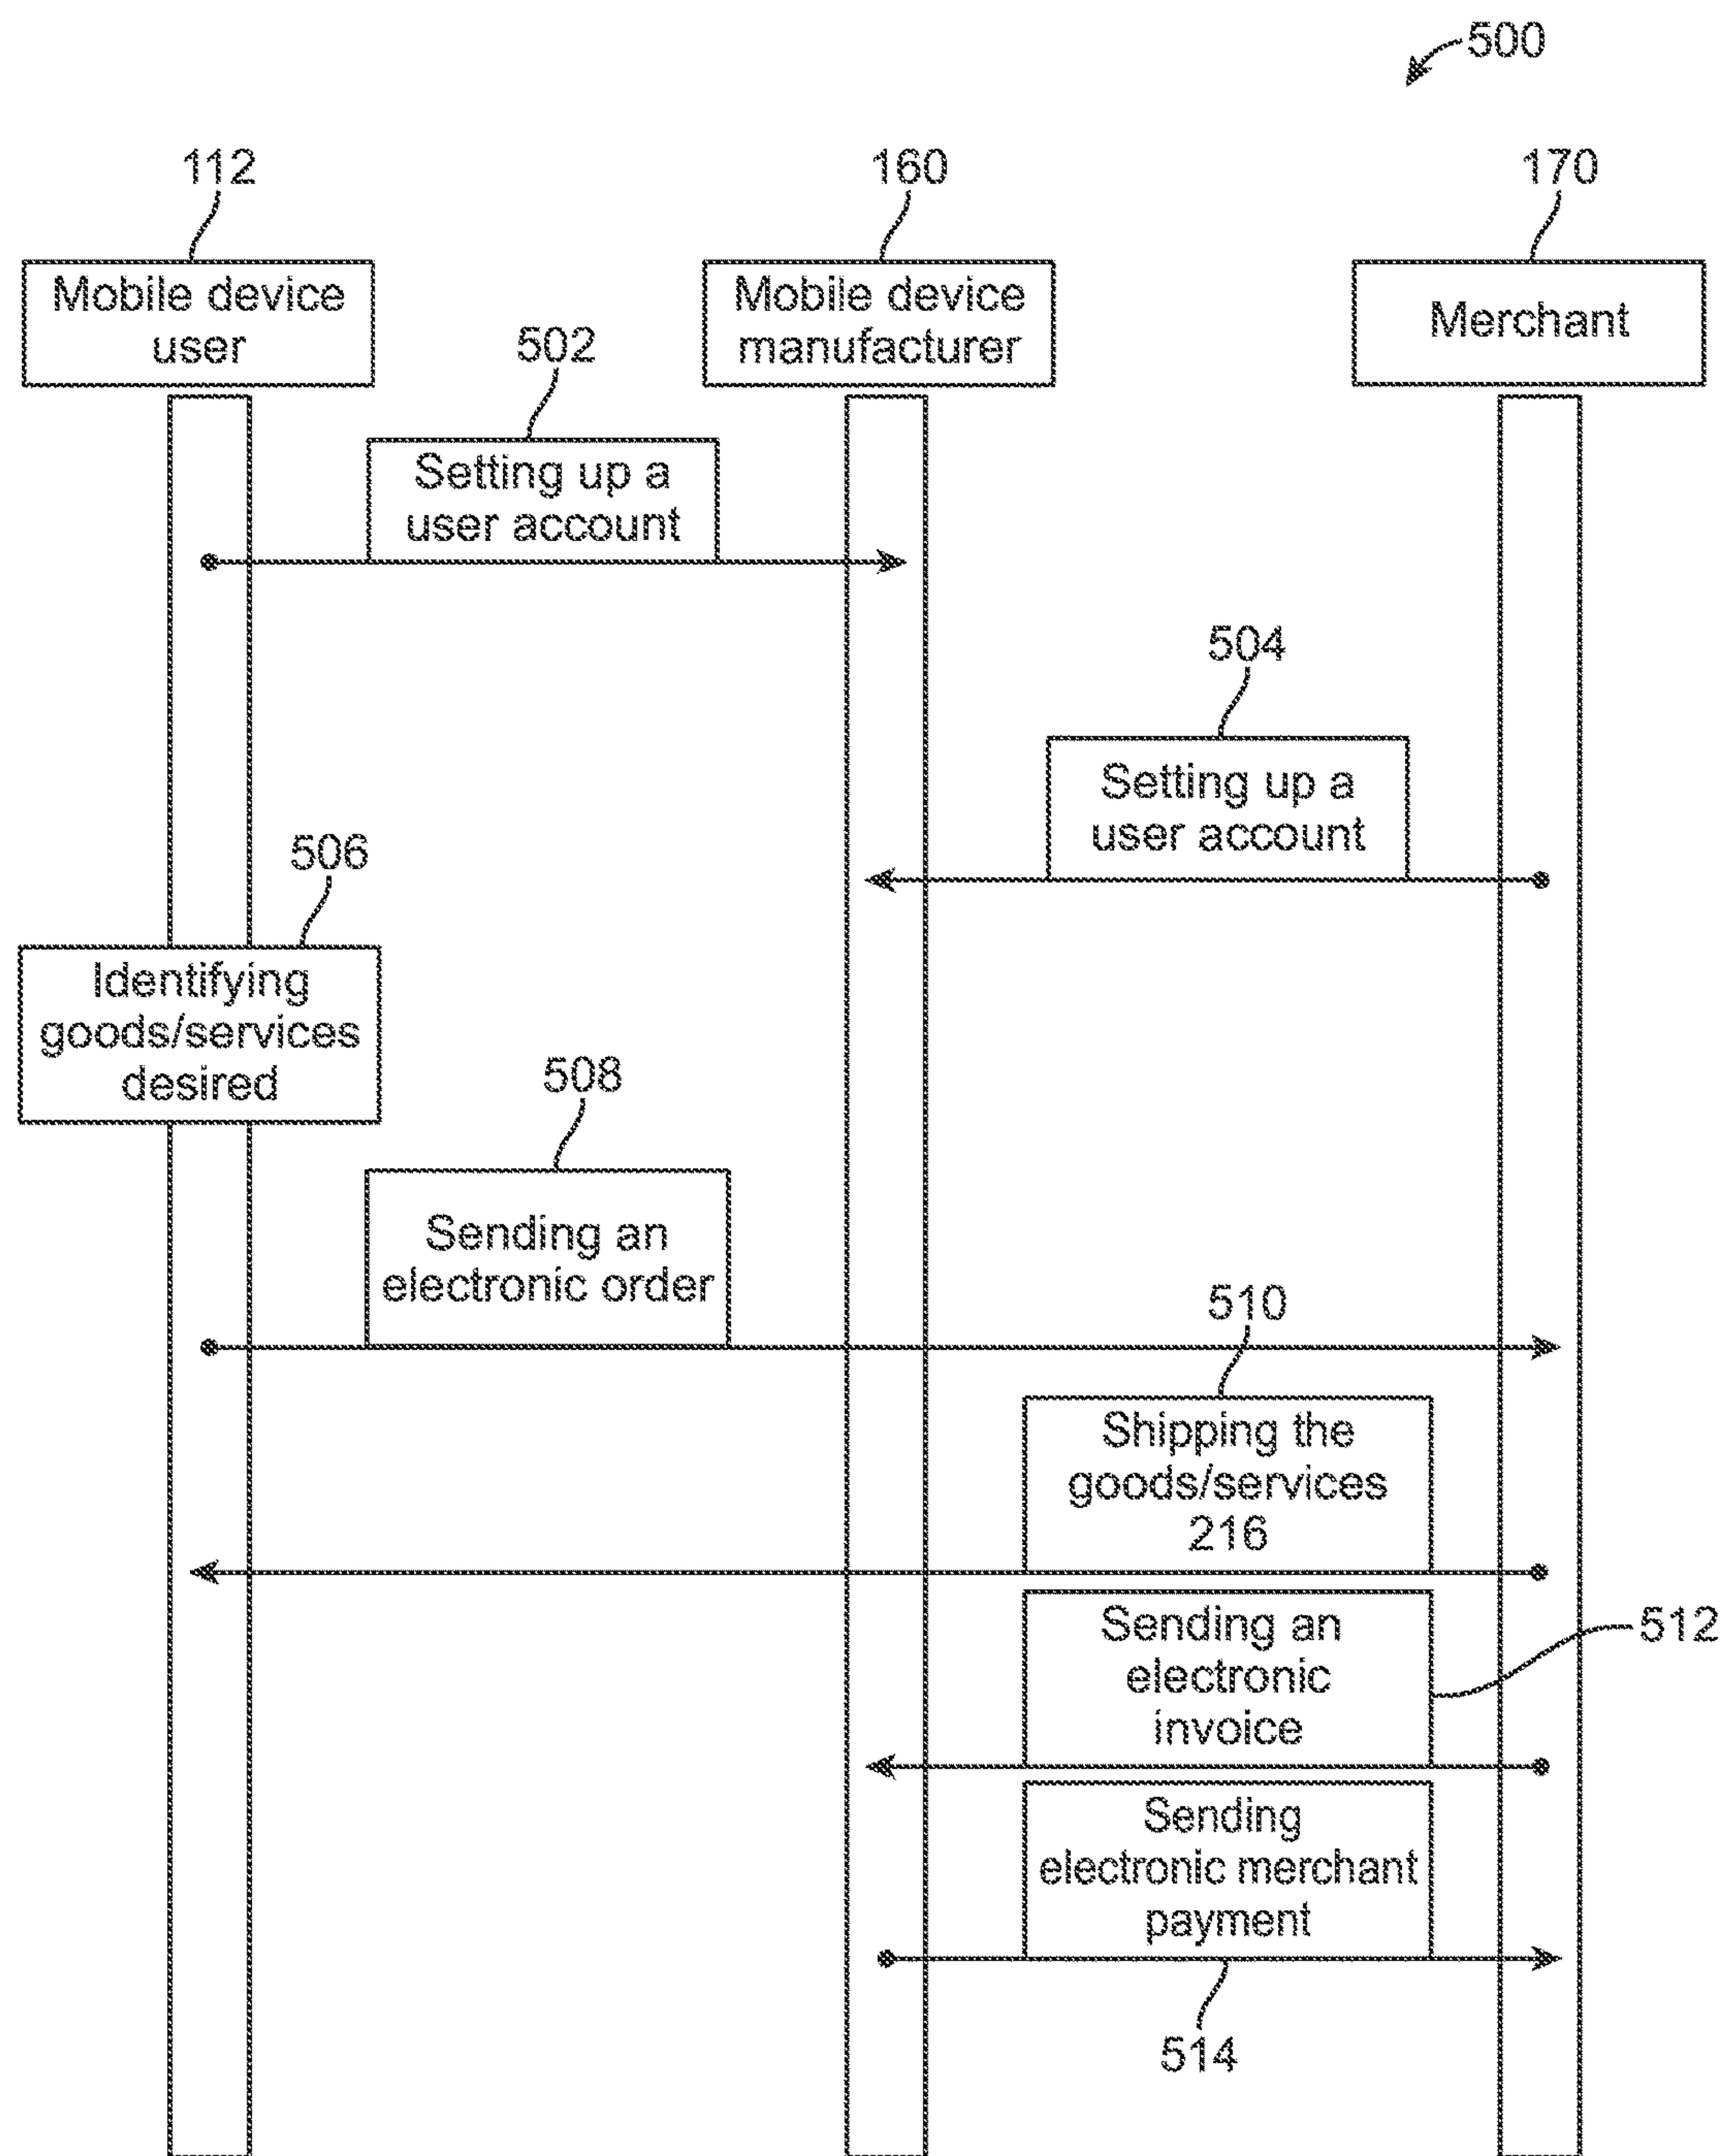 500
112
160
170
Mobile device
user
Mobile device
manufacturer
Merchant
502
Setting up a
user account
504
Setting up a
user account
506
Identifying
goods/services
desired
508
Sending an
electronic order
510
Shipping the
goods/services
216
Sending an
electronic
invoice
512
Sending
electronic merchant
payment
514